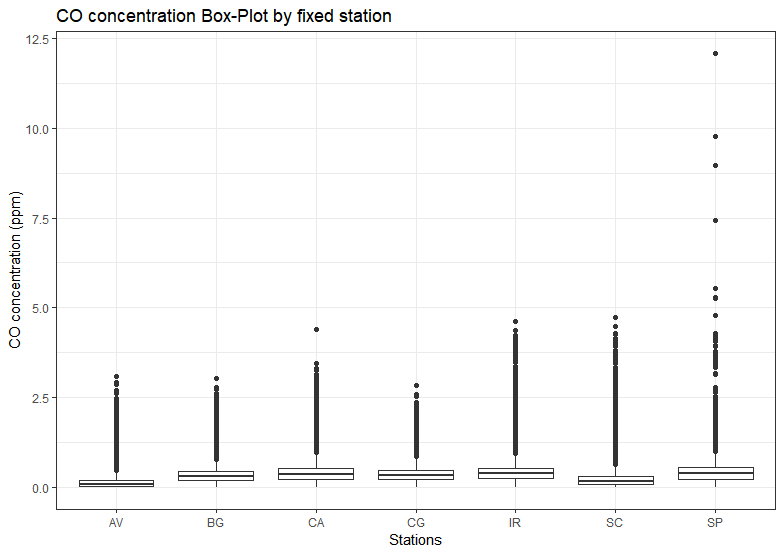 CO concentration Box-Plot by fixed station
12.5
10.0
7.5
5.0
2.5
0.0
CO concentration (ppm)
AV BG CA CG IR SC SP
Stations